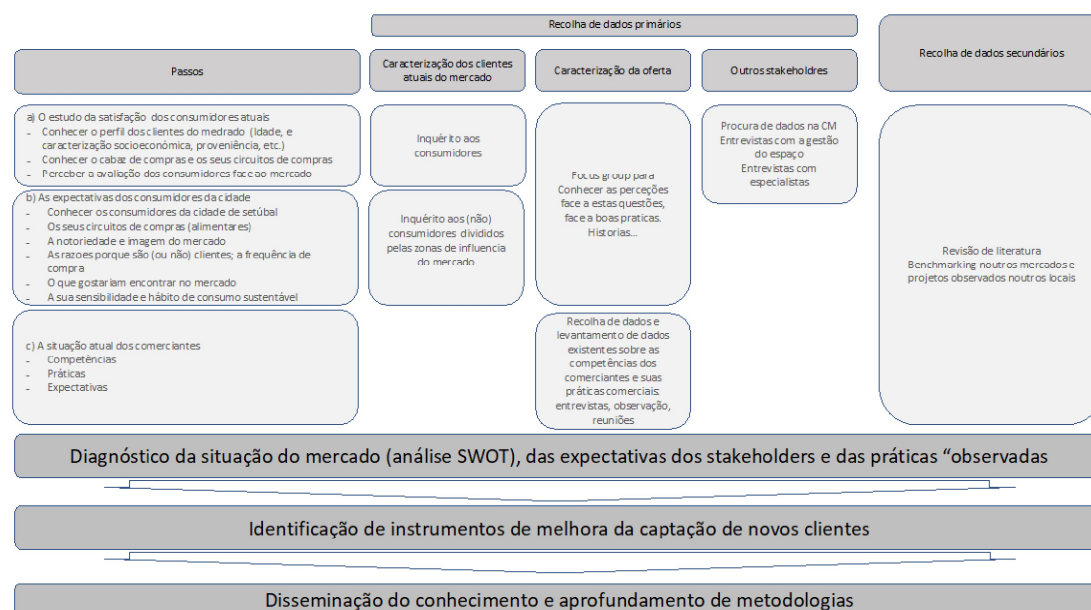 Recolha de dados primários
Recolha de dados secundários
Passos
Caracterização dos clientes
atuais do mercado
Caracterização da oferta
Outros stakeholdres
a) O estudo da satisfação dos consumidores atuais
- Conhecer o perfil dos clientes do medrado (Idade, e
caracterização socioeconómica, proveniência, etc.)
- Conhecer o cabaz de compras e os seus circuitos de compras
- Perceber a avaliação dos consumidores face ao mercado
Inquérito aos
consumidores
Focus group para
Conhecer as perceções
face a estas questões,
face a boas praticas.
Historias...
Procura de dados na CM
Entrevistas com a gestão
do espaço
Entrevistas com
especialistas
Revisão de literatura
Benchmarking noutros mercados e
projetos observados noutros locais
b) As expectativas dos consumidores da cidade
- Conhecer os consumidores da cidade de setúbal
- Os seus circuitos de compras (alimentares)
- A notoriedade e imagem do mercado
- As razoes porque são (ou não) clientes; a frequência de
compra
- O que gostariam encontrar no mercado
- A sua sensibilidade e hábito de consumo sustentável
Inquérito aos (não)
consumidores divididos
pelas zonas de influencia
do mercado
c) A situação atual dos comerciantes
- Competências
- Práticas
- Expectativas
Recolha de dados e
levantamento de dados
existentes sobre as
competências dos
comerciantes e suas
práticas comerciais:
entrevistas, observação,
reuniões
Diagnóstico da situação do mercado (análise SWOT), das expectativas dos stakeholders e das práticas “observadas
Identificação de instrumentos de melhora da captação de novos clientes
Disseminação do conhecimento e aprofundamento de metodologias